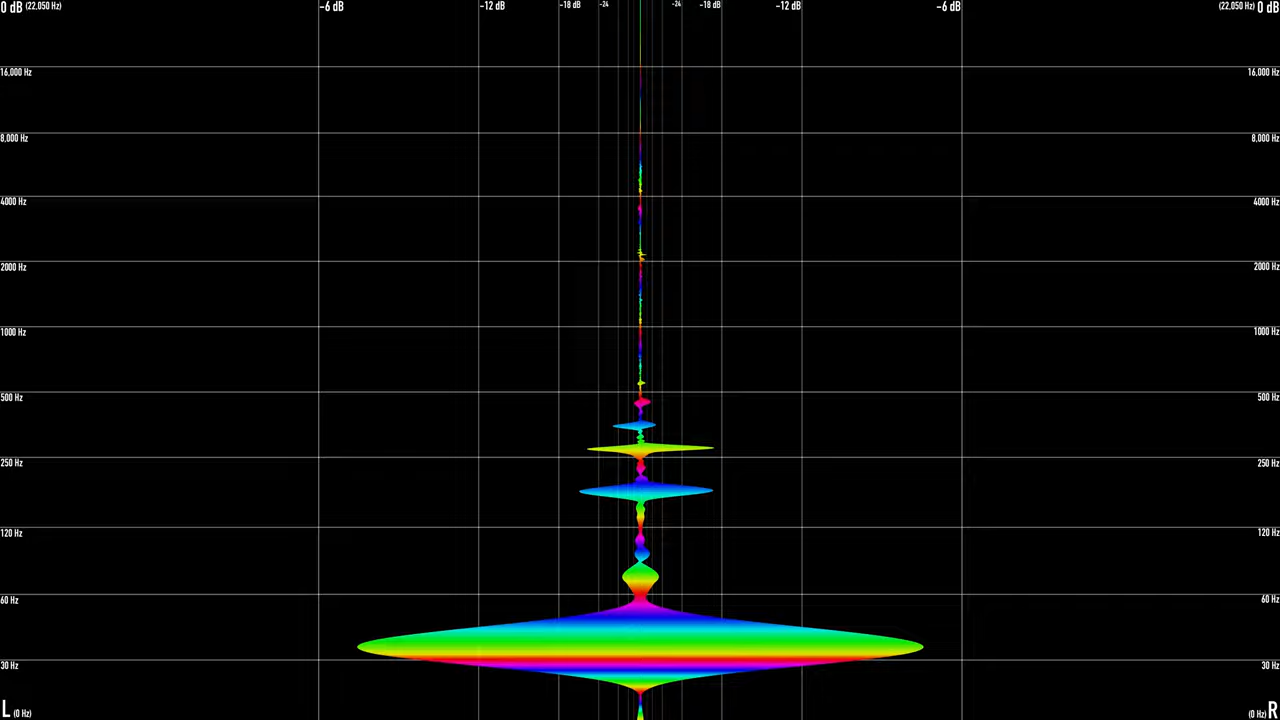 0 dB (22,050 Hz) -6 dB -12 dB -18 dB -24 -24 -18 dB -12 dB -6 dB (22,050 Hz) 0 dB
16,000 Hz 16,000 Hz
8,000 Hz 8,000 Hz
4000 Hz 4000 Hz
2000 Hz 2000 Hz
1000 Hz 1000 Hz
500 Hz 500 Hz
250 Hz 250 Hz
120 Hz 120 Hz
60 Hz 60 Hz
30 Hz 30 Hz
L (0 Hz) (0 Hz) R